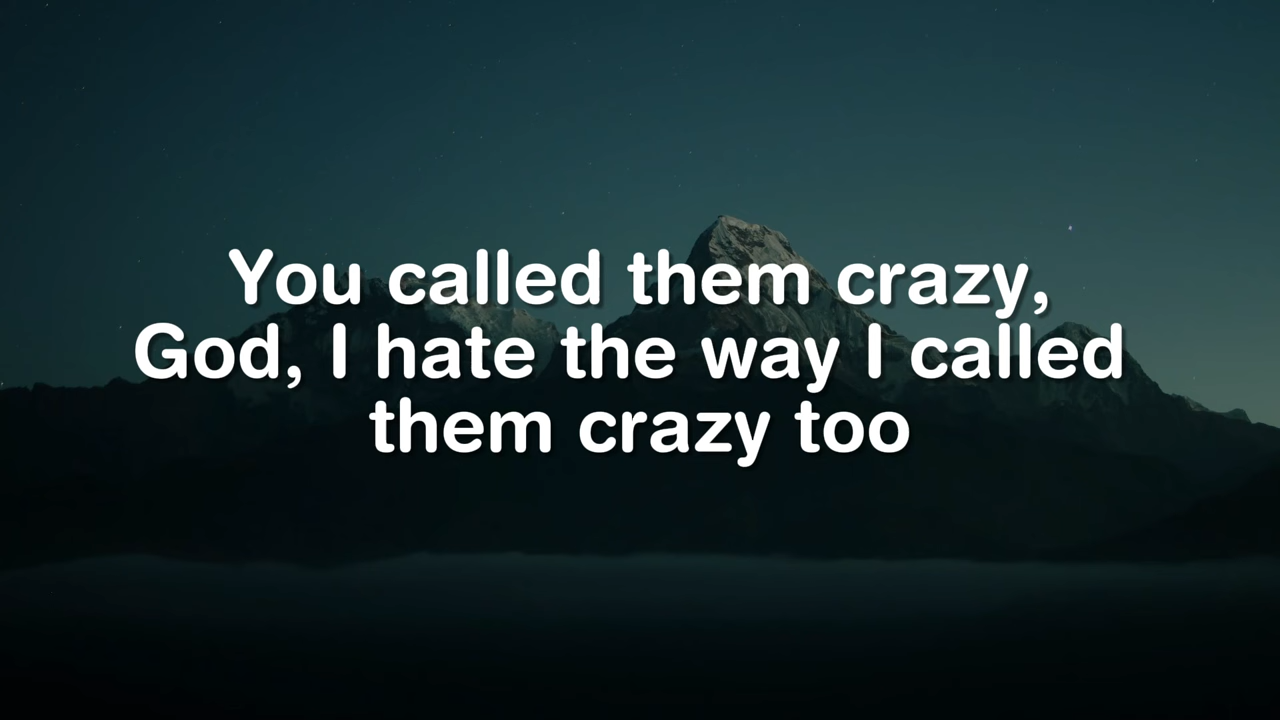 You called them crazy,
God, I hate the way I called
them crazy too